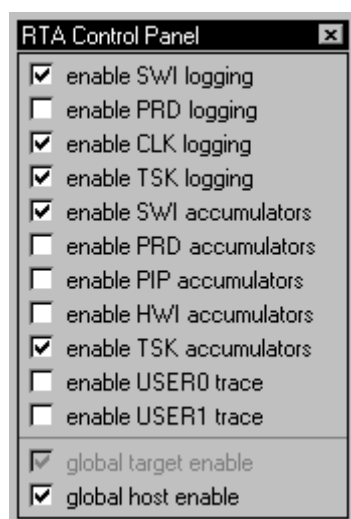 RTA Control Panel
enable SWI logging
enable PRD logging
enable CLK logging
enable TSK logging
enable SWI accumulators
enable PRD accumulators
enable PIP accumulators
enable HWI accumulators
enable TSK accumulators
enable USER0 trace
enable USER1 trace
global target enable
global host enable